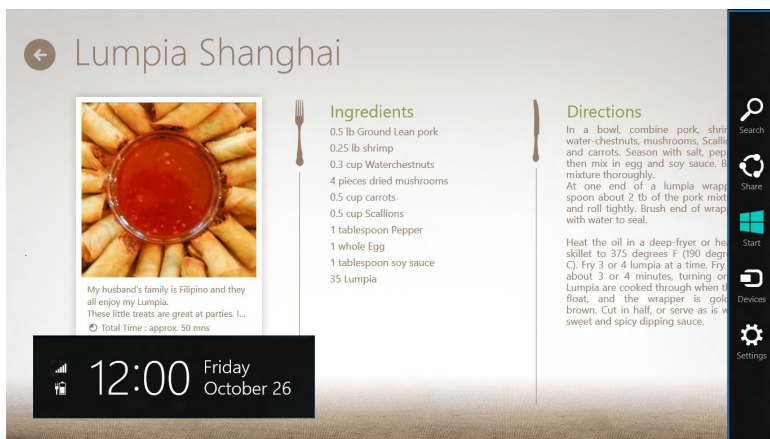 Lumpia Shanghai
My husband's family is Filipino and they
all enjoy my Lumpia.
These little treats are great at parties. I...
Total Time : approx. 50 mns
Ingredients
0.5 lb Ground Lean pork
0.25 lb shrimp
0.3 cup Waterchestnuts
4 pieces dried mushrooms
0.5 cup carrots
0.5 cup Scallions
1 tablespoon Pepper
1 whole Egg
1 tablespoon soy sauce
35 Lumpia
Directions
In a bowl, combine pork,
water-chestnuts, mushrooms,
and carrots. Season with salt,
then mix in egg and soy sauce.
mixture thoroughly.
At one end of a lumpia
spoon about 2 tb of the pork
and roll tightly. Brush end of
with water to seal.
Heat the oil in a deep-fryer or
skillet to 375 degrees F (190
C). Fry 3 or 4 lumpia at a time. Fry
about 3 or 4 minutes, turning
Lumpia are cooked through when
float, and the wrapper is
brown. Cut in half, or serve as is
sweet and spicy dipping sauce.
Search
Share
Start
Devices
Settings
12:00
Friday
October 26